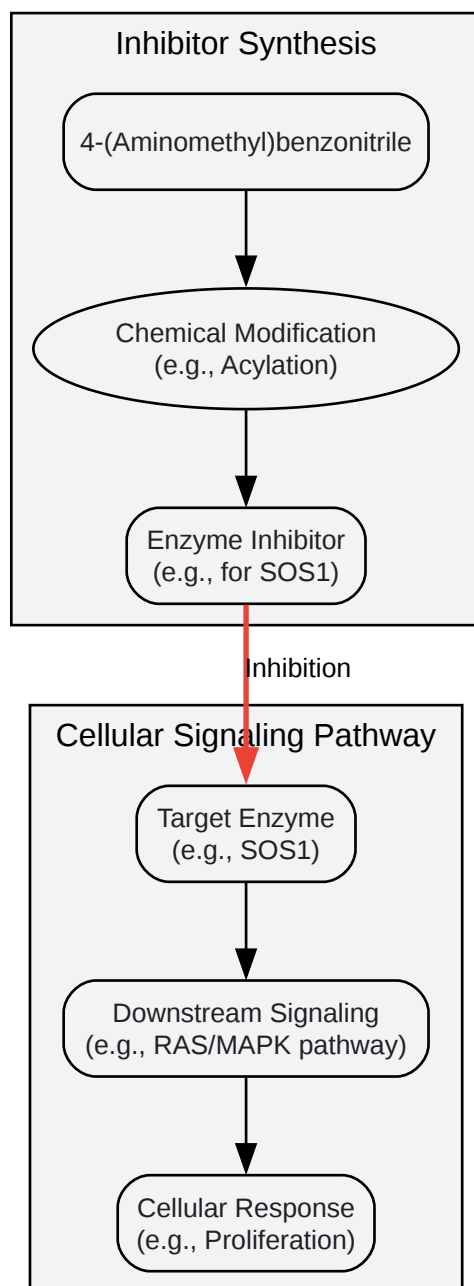 Inhibitor Synthesis
4-(Aminomethyl)benzonitrile
Chemical Modification
(e.g., Acylation)
Enzyme Inhibitor
(e.g., for SOS1)
Inhibition
Cellular Signaling Pathway
Target Enzyme
(e.g., SOS1)
Downstream Signaling
(e.g., RAS/MAPK pathway)
Cellular Response
(e.g., Proliferation)